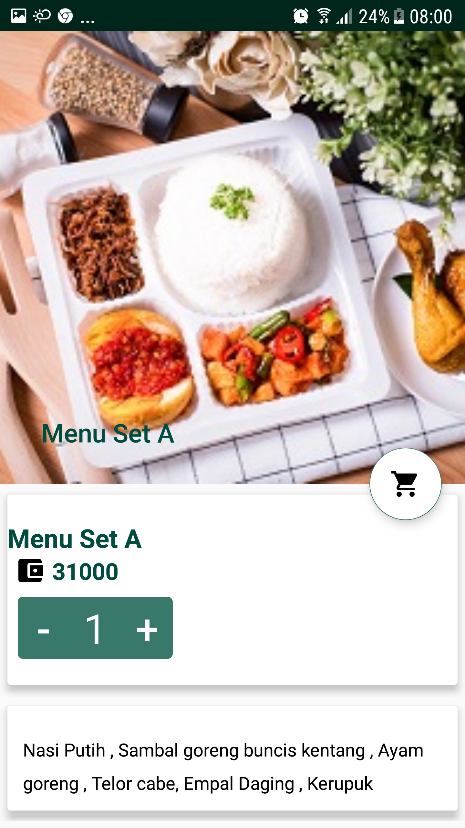 ... 24% 08:00
Menu Set A
Menu Set A
31000
- 1 +
Nasi Putih , Sambal goreng buncis kentang , Ayam
goreng , Telor cabe, Empal Daging , Kerupuk